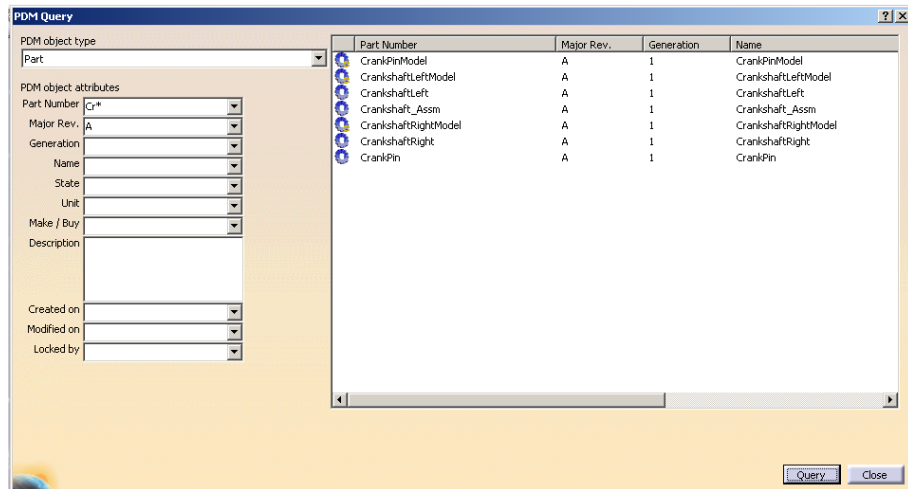 PDM Query
PDM object type
Part
PDM object attributes
Part Number Cr*
Major Rev. A
Generation
Name
State
Unit
Make / Buy
Description
Created on
Modified on
Locked by
Part Number Major Rev. Generation Name
CrankPinModel A 1 CrankPinModel
CrankshaftLeftModel A 1 CrankshaftLeftModel
CrankshaftLeft A 1 CrankshaftLeft
Crankshaft_Assm A 1 Crankshaft_Assm
CrankshaftRightModel A 1 CrankshaftRightModel
CrankshaftRight A 1 CrankshaftRight
CrankPin A 1 CrankPin
Query Close